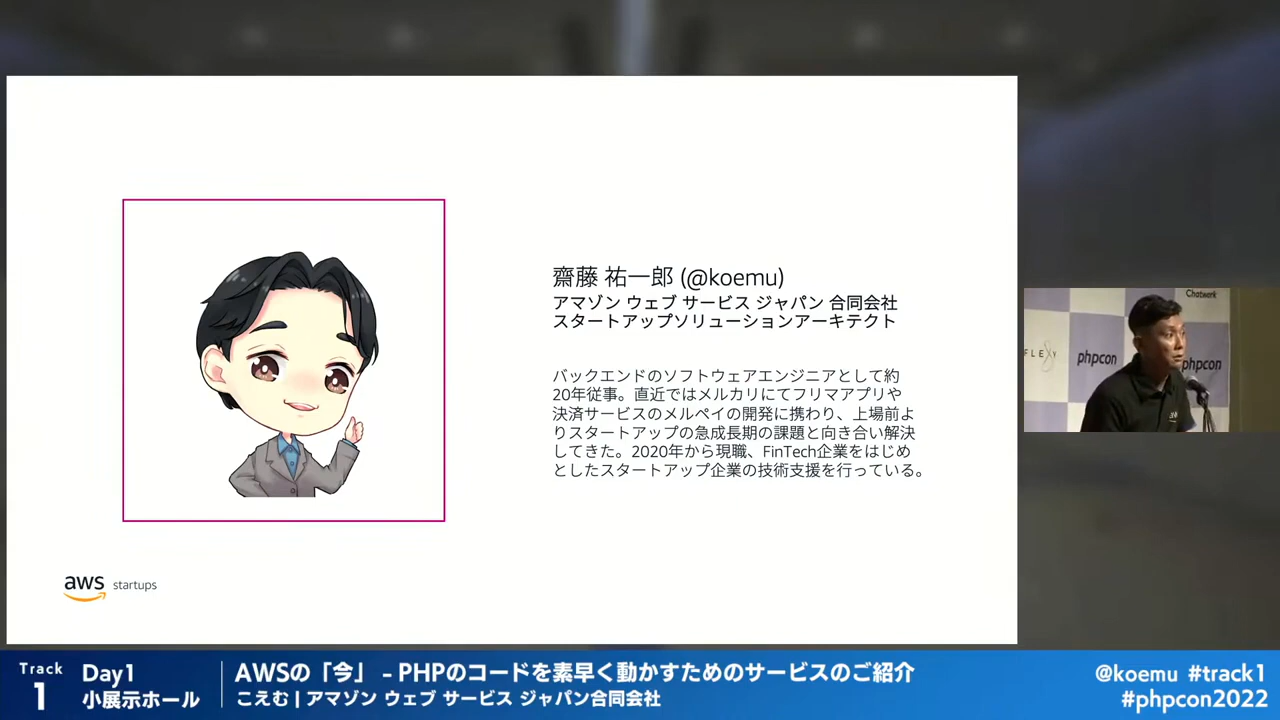 齋藤 祐一郎 (@koemu)
アマゾン ウェブ サービス ジャパン 合同会社
スタートアップソリューションアーキテクト
バックエンドのソフトウェアエンジニアとして約
20年従事。直近ではメルカリにてフリマアプリや
決済サービスのメルペイの開発に携わり、上場前よ
りスタートアップの急成長期の課題と向き合い解決
してきた。2020年から現職、FinTech企業をはじめ
としたスタートアップ企業の技術支援を行っている。
aws startups
Chatwork
FLEXY
phpcon
phpcon
Track
1
Day1
小展示ホール
AWSの「今」 – PHPのコードを素早く動かすためのサービスのご紹介
こえむ | アマゾン ウェブ サービス ジャパン合同会社
@koemu #track1
#phpcon2022